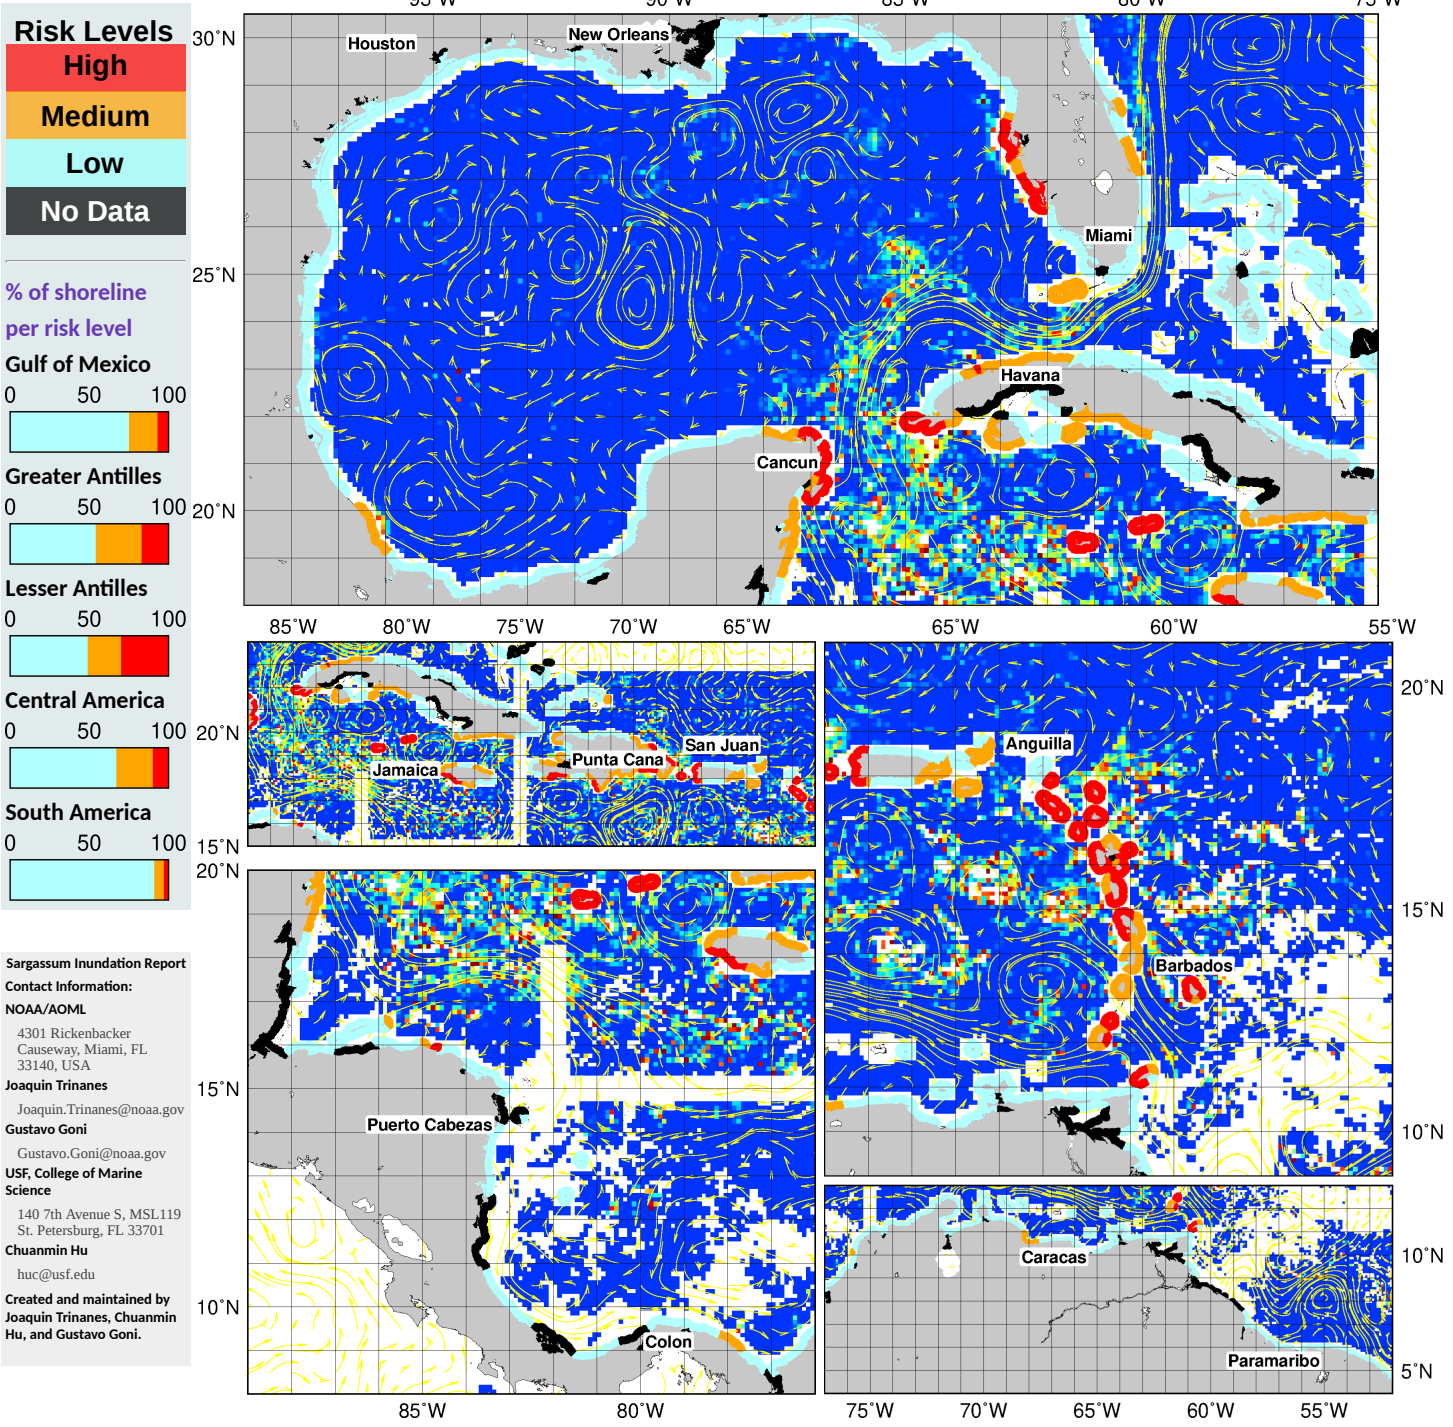 95°W 90°W 85°W 80°W 75°W
Risk Levels
High
Medium
Low
No Data
% of shoreline
per risk level
Gulf of Mexico
0 50 100
Greater Antilles
0 50 100
Lesser Antilles
0 50 100
Central America
0 50 100
South America
0 50 100
Sargassum Inundation Report
Contact Information:
NOAA/AOML
4301 Rickenbacker
Causeway, Miami, FL
33140, USA
Joaquin Trinanes
Joaquin.Trinanes@noaa.gov
Gustavo Goni
Gustavo.Goni@noaa.gov
USF, College of Marine
Science
140 7th Avenue S, MSL119
St. Petersburg, FL 33701
Chuanmin Hu
huc@usf.edu
Created and maintained by
Joaquin Trinanes, Chuanmin
Hu, and Gustavo Goni.
30°N
25°N
20°N
Houston
New Orleans
Miami
Havana
Cancun
85°W 80°W 75°W 70°W 65°W
20°N
15°N
Jamaica
Punta Cana
San Juan
65°W 60°W 55°W
20°N
15°N
10°N
Anguilla
Barbados
20°N
15°N
10°N
Puerto Cabezas
Colon
85°W 80°W
10°N
5°N
Caracas
Paramaribo
75°W 70°W 65°W 60°W 55°W